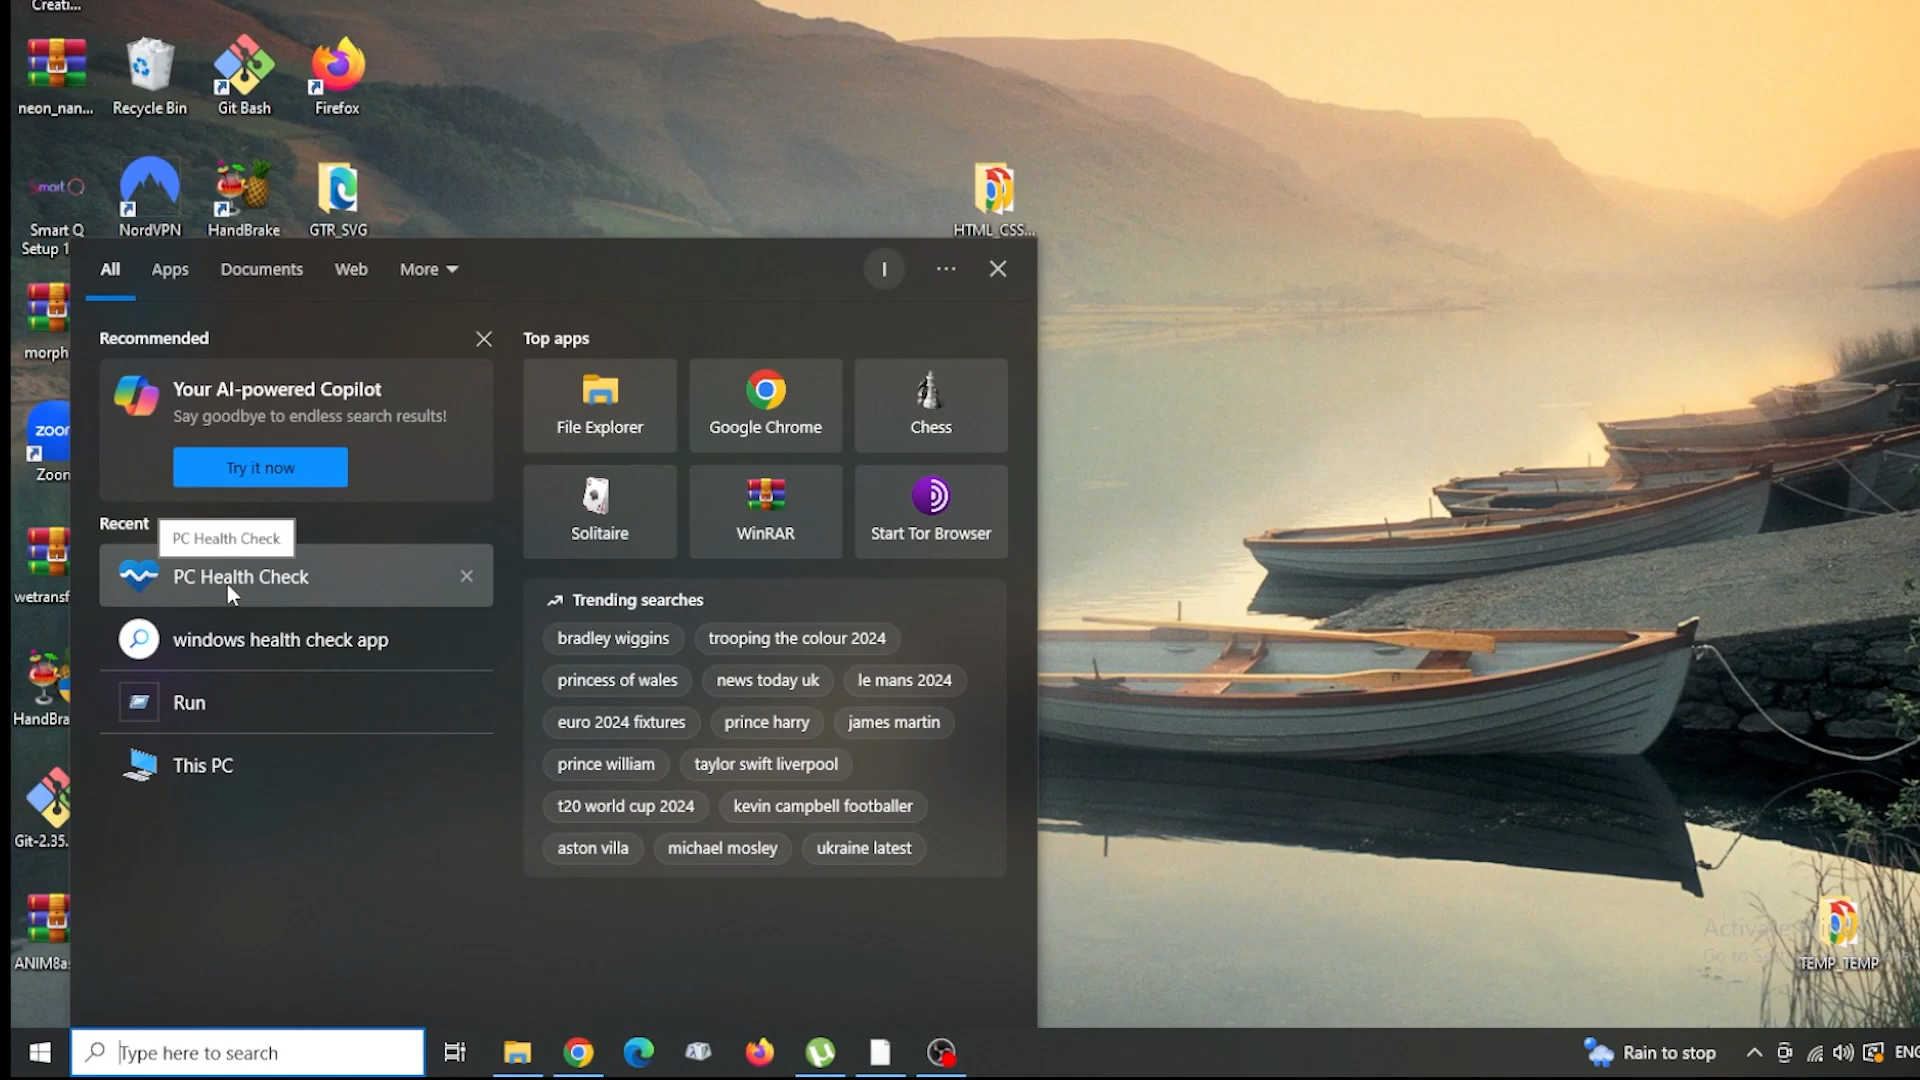 Creati...
neon_nan...
Recycle Bin
Git Bash
Firefox
Smart Q
Smart Q
Setup 1
NordVPN
HandBrake
GTR_SVG
HTML_CSS...
All
Apps
Documents
Web
More
I
Recommended
Top apps
Your AI-powered Copilot
Say goodbye to endless search results!
Try it now
File Explorer
Google Chrome
Chess
Solitaire
WinRAR
Start Tor Browser
Recent
PC Health Check
PC Health Check
windows health check app
Run
This PC
Trending searches
bradley wiggins
trooping the colour 2024
princess of wales
news today uk
le mans 2024
euro 2024 fixtures
prince harry
james martin
prince william
taylor swift liverpool
t20 world cup 2024
kevin campbell footballer
aston villa
michael mosley
ukraine latest
morph
zoom
Zoom
wetransf
HandBra
Git-2.35.
ANIM8a
Activate
Go to
TEMP_TEMP
Type here to search
Rain to stop
ENG